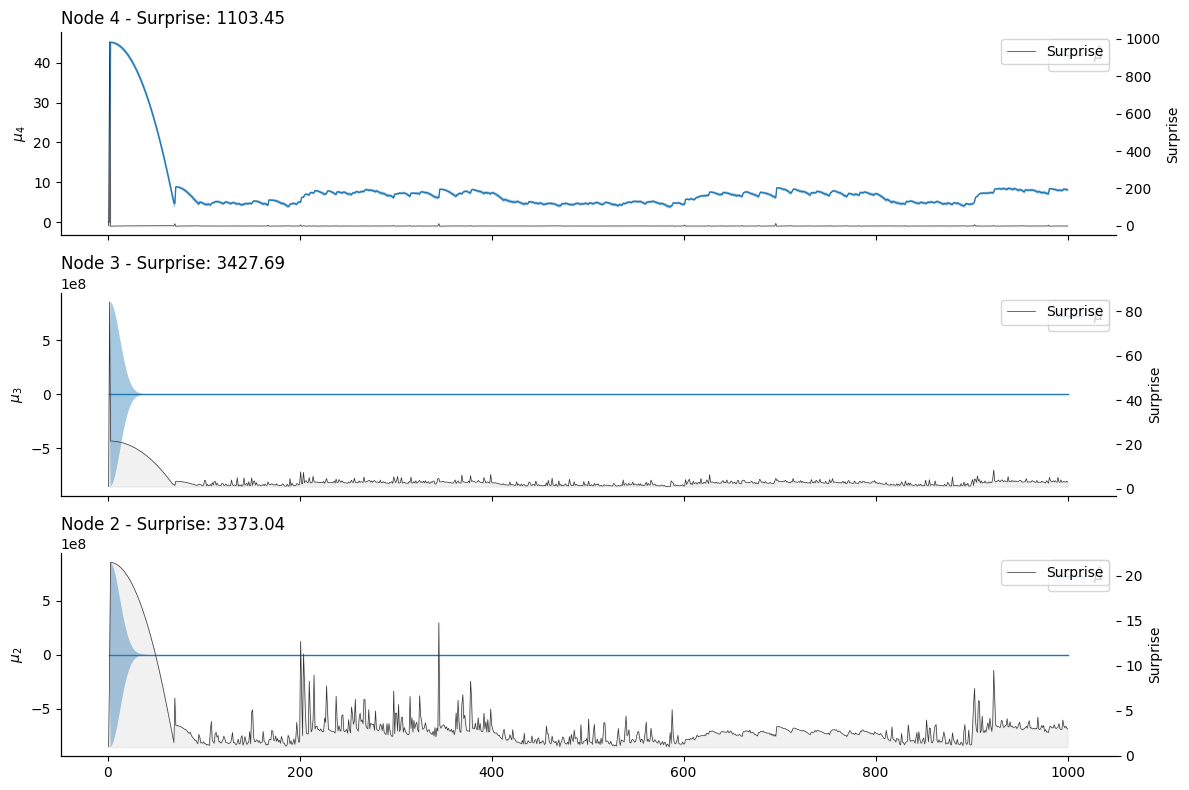 Node 4 - Surprise: 1103.45
Surprise
μ̂
μ4
40
30
20
10
0
1000
800
600
400
200
0
Surprise
Node 3 - Surprise: 3427.69
1e8
Surprise
μ̂
μ3
5
0
−5
80
60
40
20
0
Surprise
Node 2 - Surprise: 3373.04
1e8
Surprise
μ2
5
0
−5
20
15
10
5
0
Surprise
0 200 400 600 800 1000